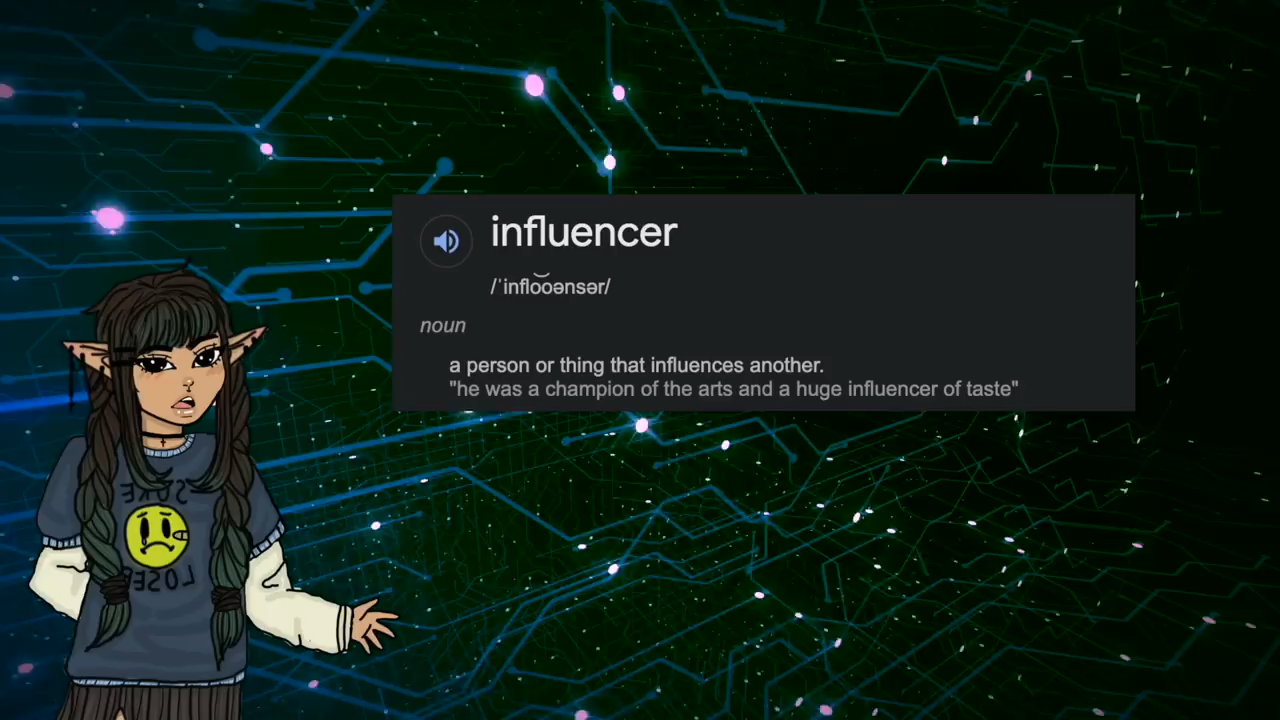 influencer
/ˈinflo͝oənsər/
noun
a person or thing that influences another.
"he was a champion of the arts and a huge influencer of taste"
SORE
LOSER